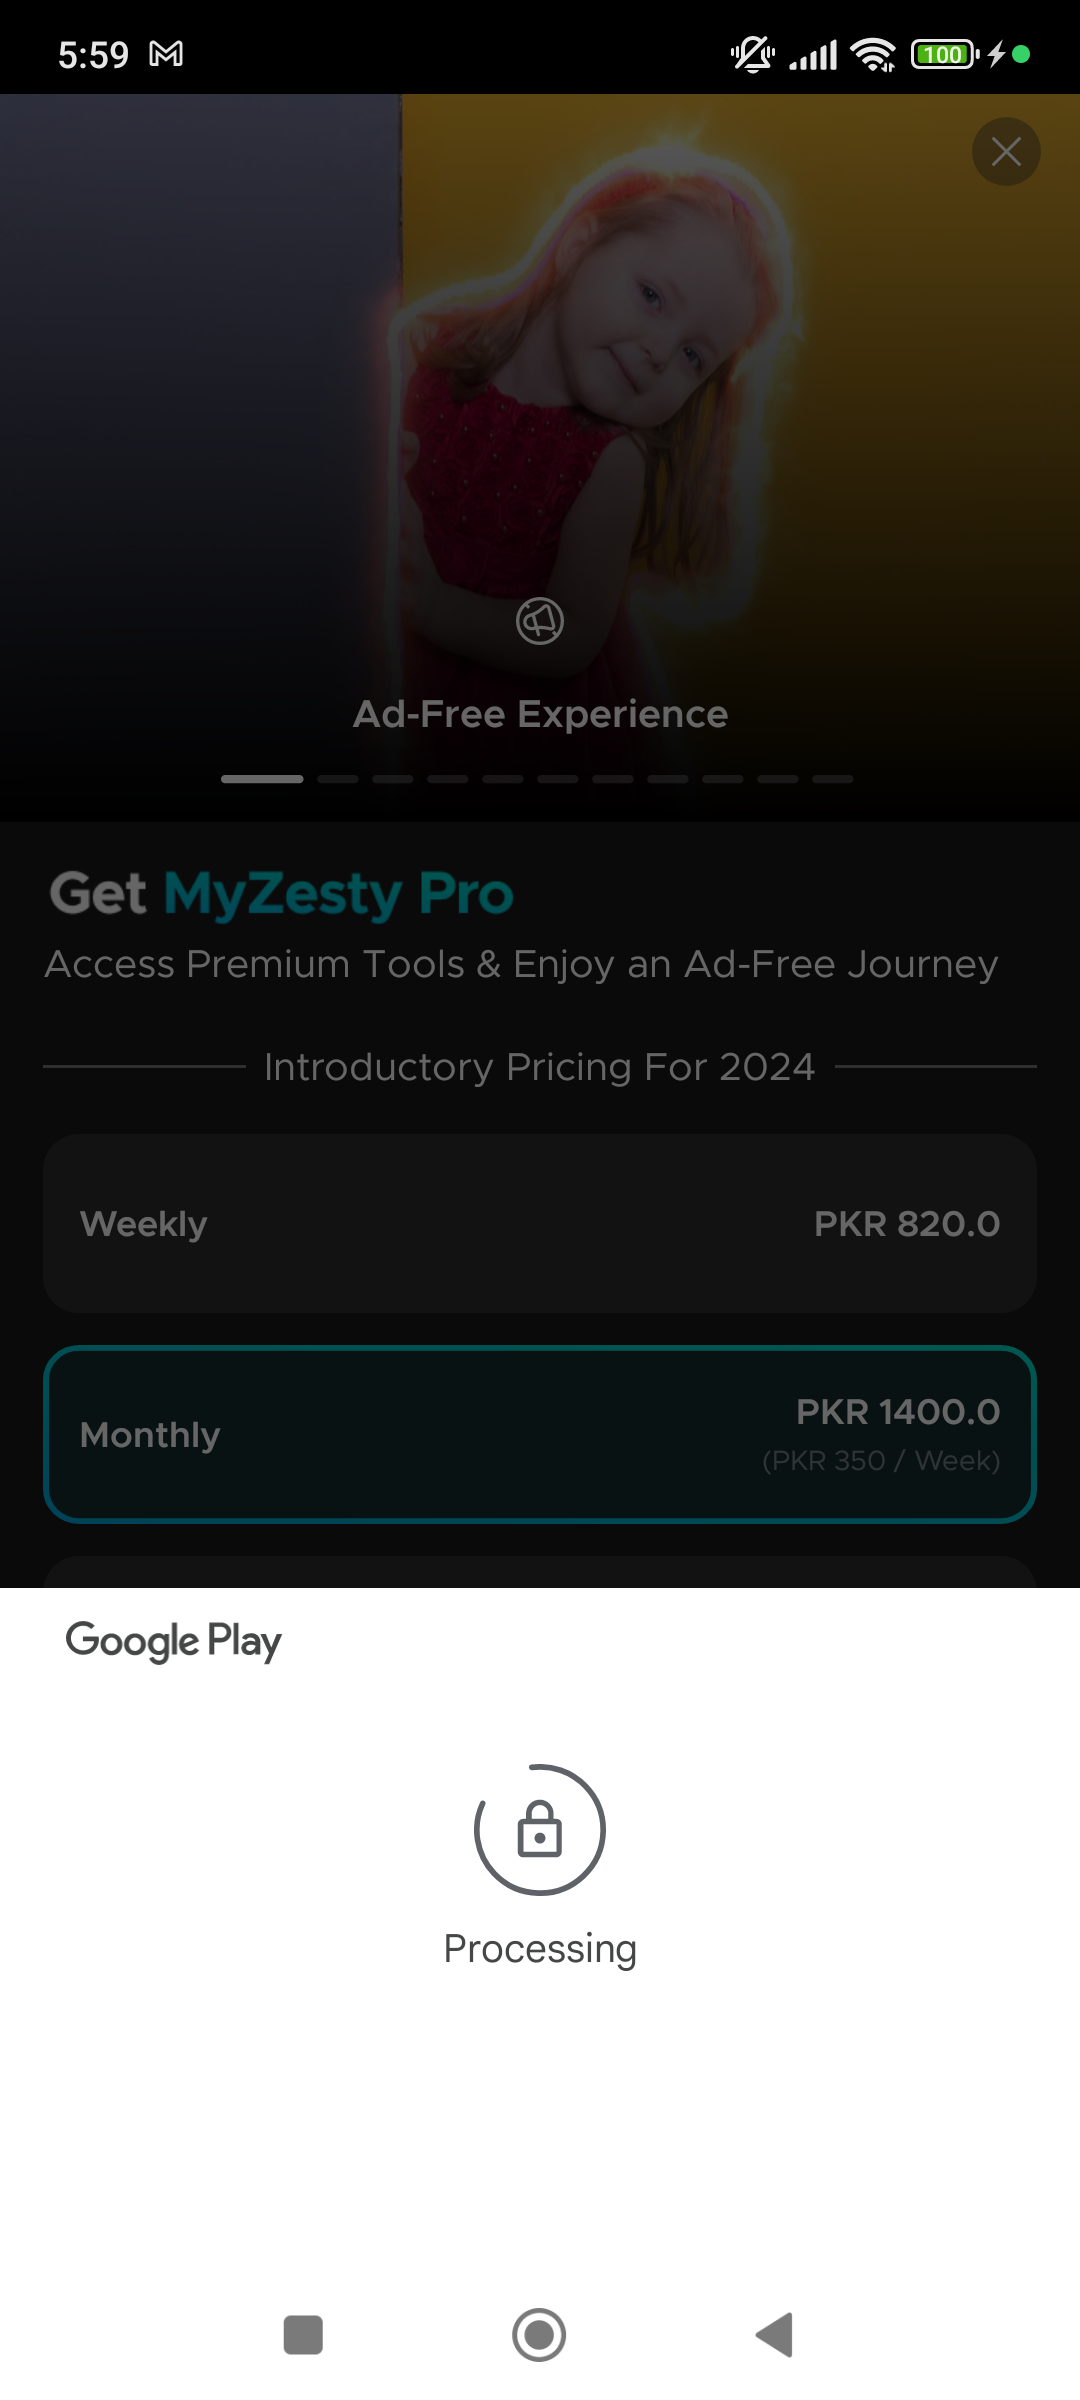 5:59
100
Ad-Free Experience
Get MyZesty Pro
Access Premium Tools & Enjoy an Ad-Free Journey
Introductory Pricing For 2024
Weekly
PKR 820.0
Monthly
PKR 1400.0
(PKR 350 / Week)
Google Play
Processing